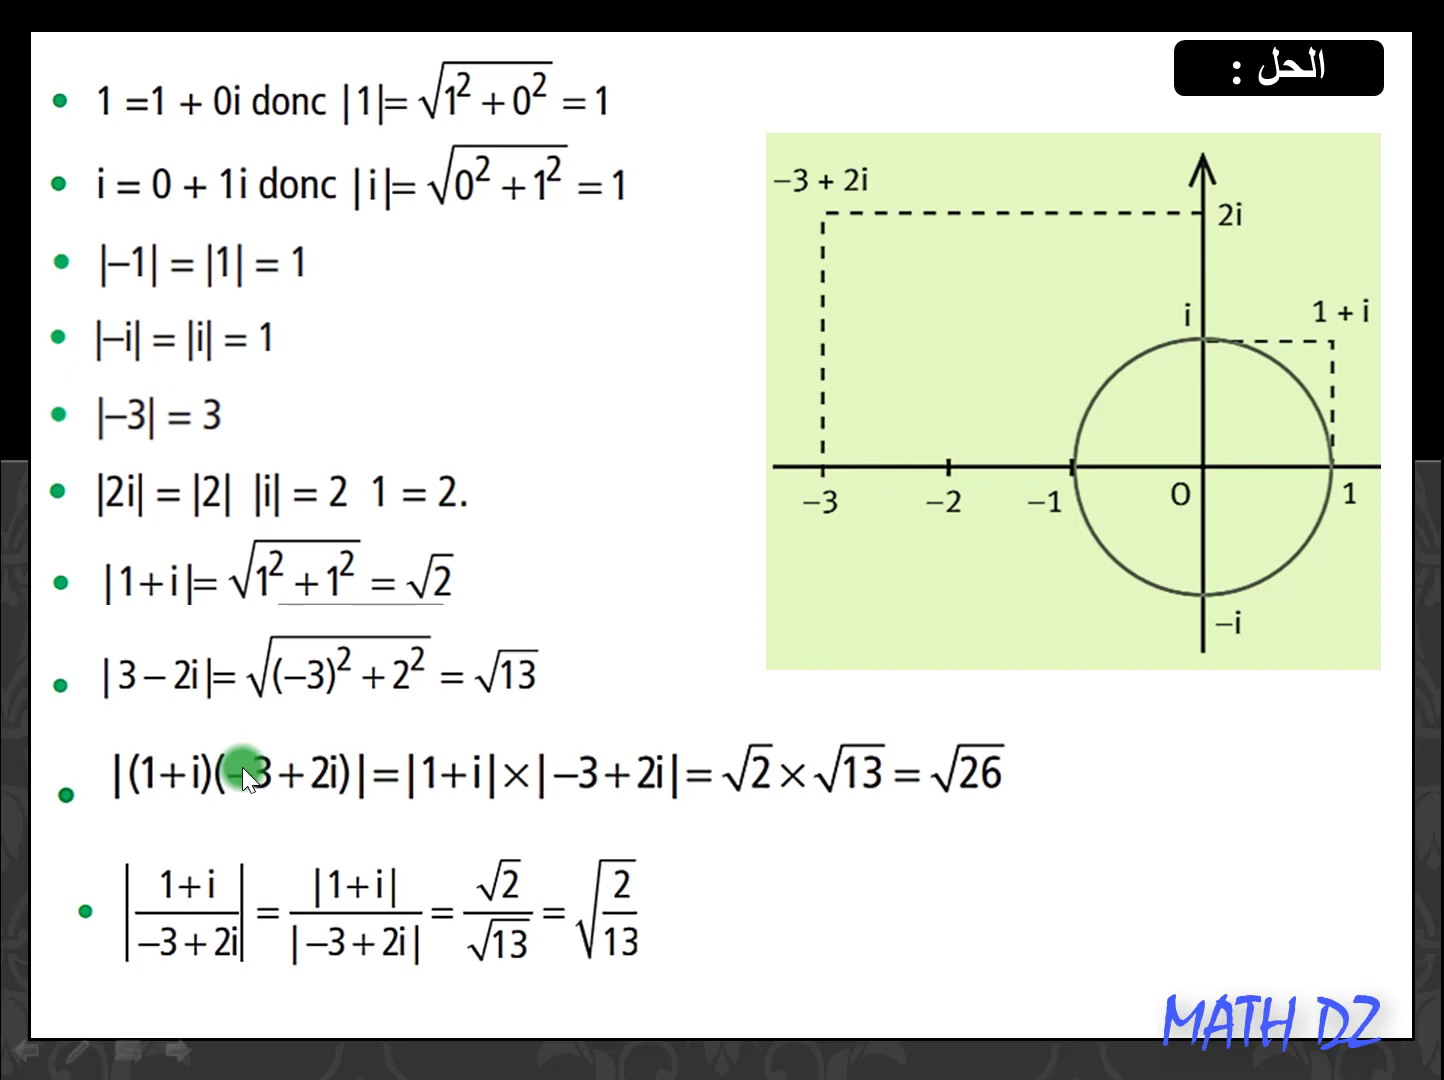 الحل :
1 =1 + 0i donc |1|= √(1² + 0²) = 1
i = 0 + 1i donc |i|= √(0² + 1²) = 1
|−1| = |1| = 1
|−i| = |i| = 1
|−3| = 3
|2i| = |2| |i| = 2 1 = 2.
|1+i|= √(1² + 1²) = √2
|3 − 2i|= √((−3)² + 2²) = √13
|(1+i)(−3+2i)|=|1+i|×|−3+2i|= √2 × √13 = √26
|(1+i)/(−3+2i)| = |1+i|/|−3+2i| = √2/√13 = √(2/13)
−3 + 2i
2i
i
1 + i
−3
−2
−1
O
1
−i
MATH DZ